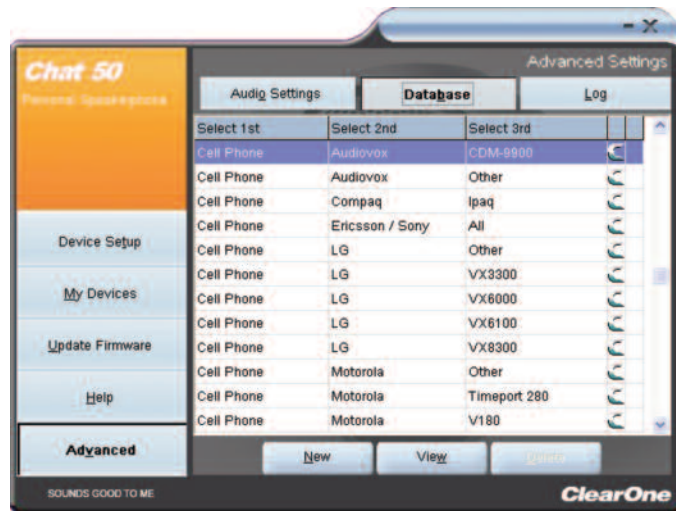 - X
Chat 50
Advanced Settings
Personal Speakerphone
Audio Settings Database Log
Select 1st Select 2nd Select 3rd
Cell Phone Audiovox CDM-9900
Cell Phone Audiovox Other
Cell Phone Compaq Ipaq
Cell Phone Ericsson / Sony All
Cell Phone LG Other
Cell Phone LG VX3300
Cell Phone LG VX6000
Cell Phone LG VX6100
Cell Phone LG VX8300
Cell Phone Motorola Other
Cell Phone Motorola Timeport 280
Cell Phone Motorola V180
Device Setup
My Devices
Update Firmware
Help
Advanced
New View Delete
SOUNDS GOOD TO ME
ClearOne